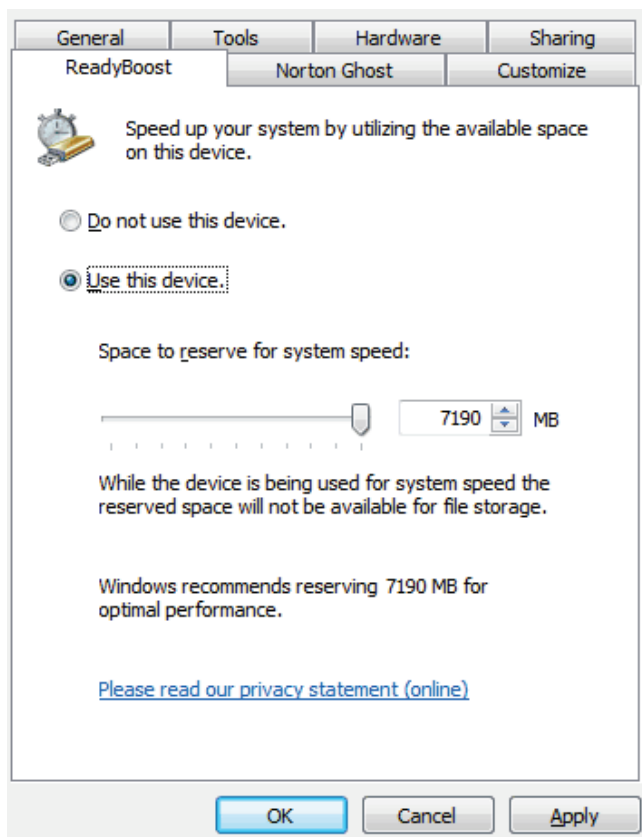 General Tools Hardware Sharing
ReadyBoost Norton Ghost Customize
Speed up your system by utilizing the available space
on this device.
Do not use this device.
Use this device.
Space to reserve for system speed:
7190 MB
While the device is being used for system speed the
reserved space will not be available for file storage.
Windows recommends reserving 7190 MB for
optimal performance.
Please read our privacy statement (online)
OK Cancel Apply